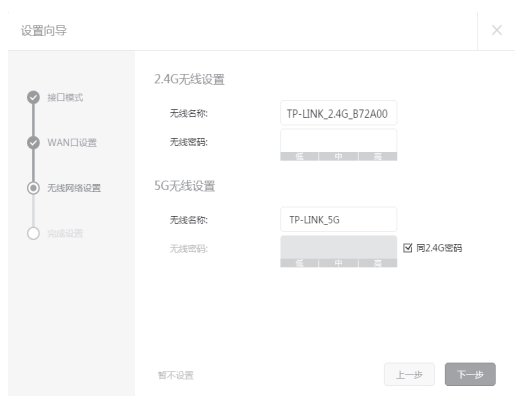 设置向导
接口模式
WAN口设置
无线网络设置
完成设置
2.4G无线设置
无线名称: TP-LINK_2.4G_B72A00
无线密码:
低 中 高
5G无线设置
无线名称: TP-LINK_5G
无线密码: 同2.4G密码
低 中 高
暂不设置 上一步 下一步